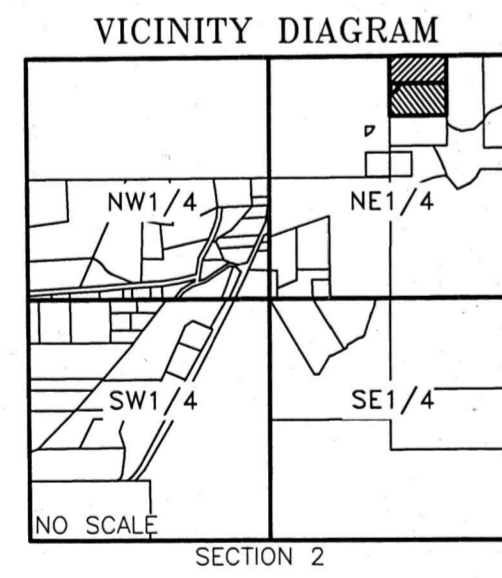 VICINITY DIAGRAM
NW1/4
NE1/4
SW1/4
SE1/4
NO SCALE
SECTION 2